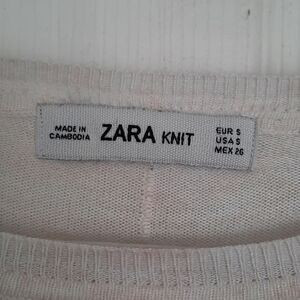 MADE IN
CAMBODIA
ZARA KNIT
EUR S
USA S
MEX 26